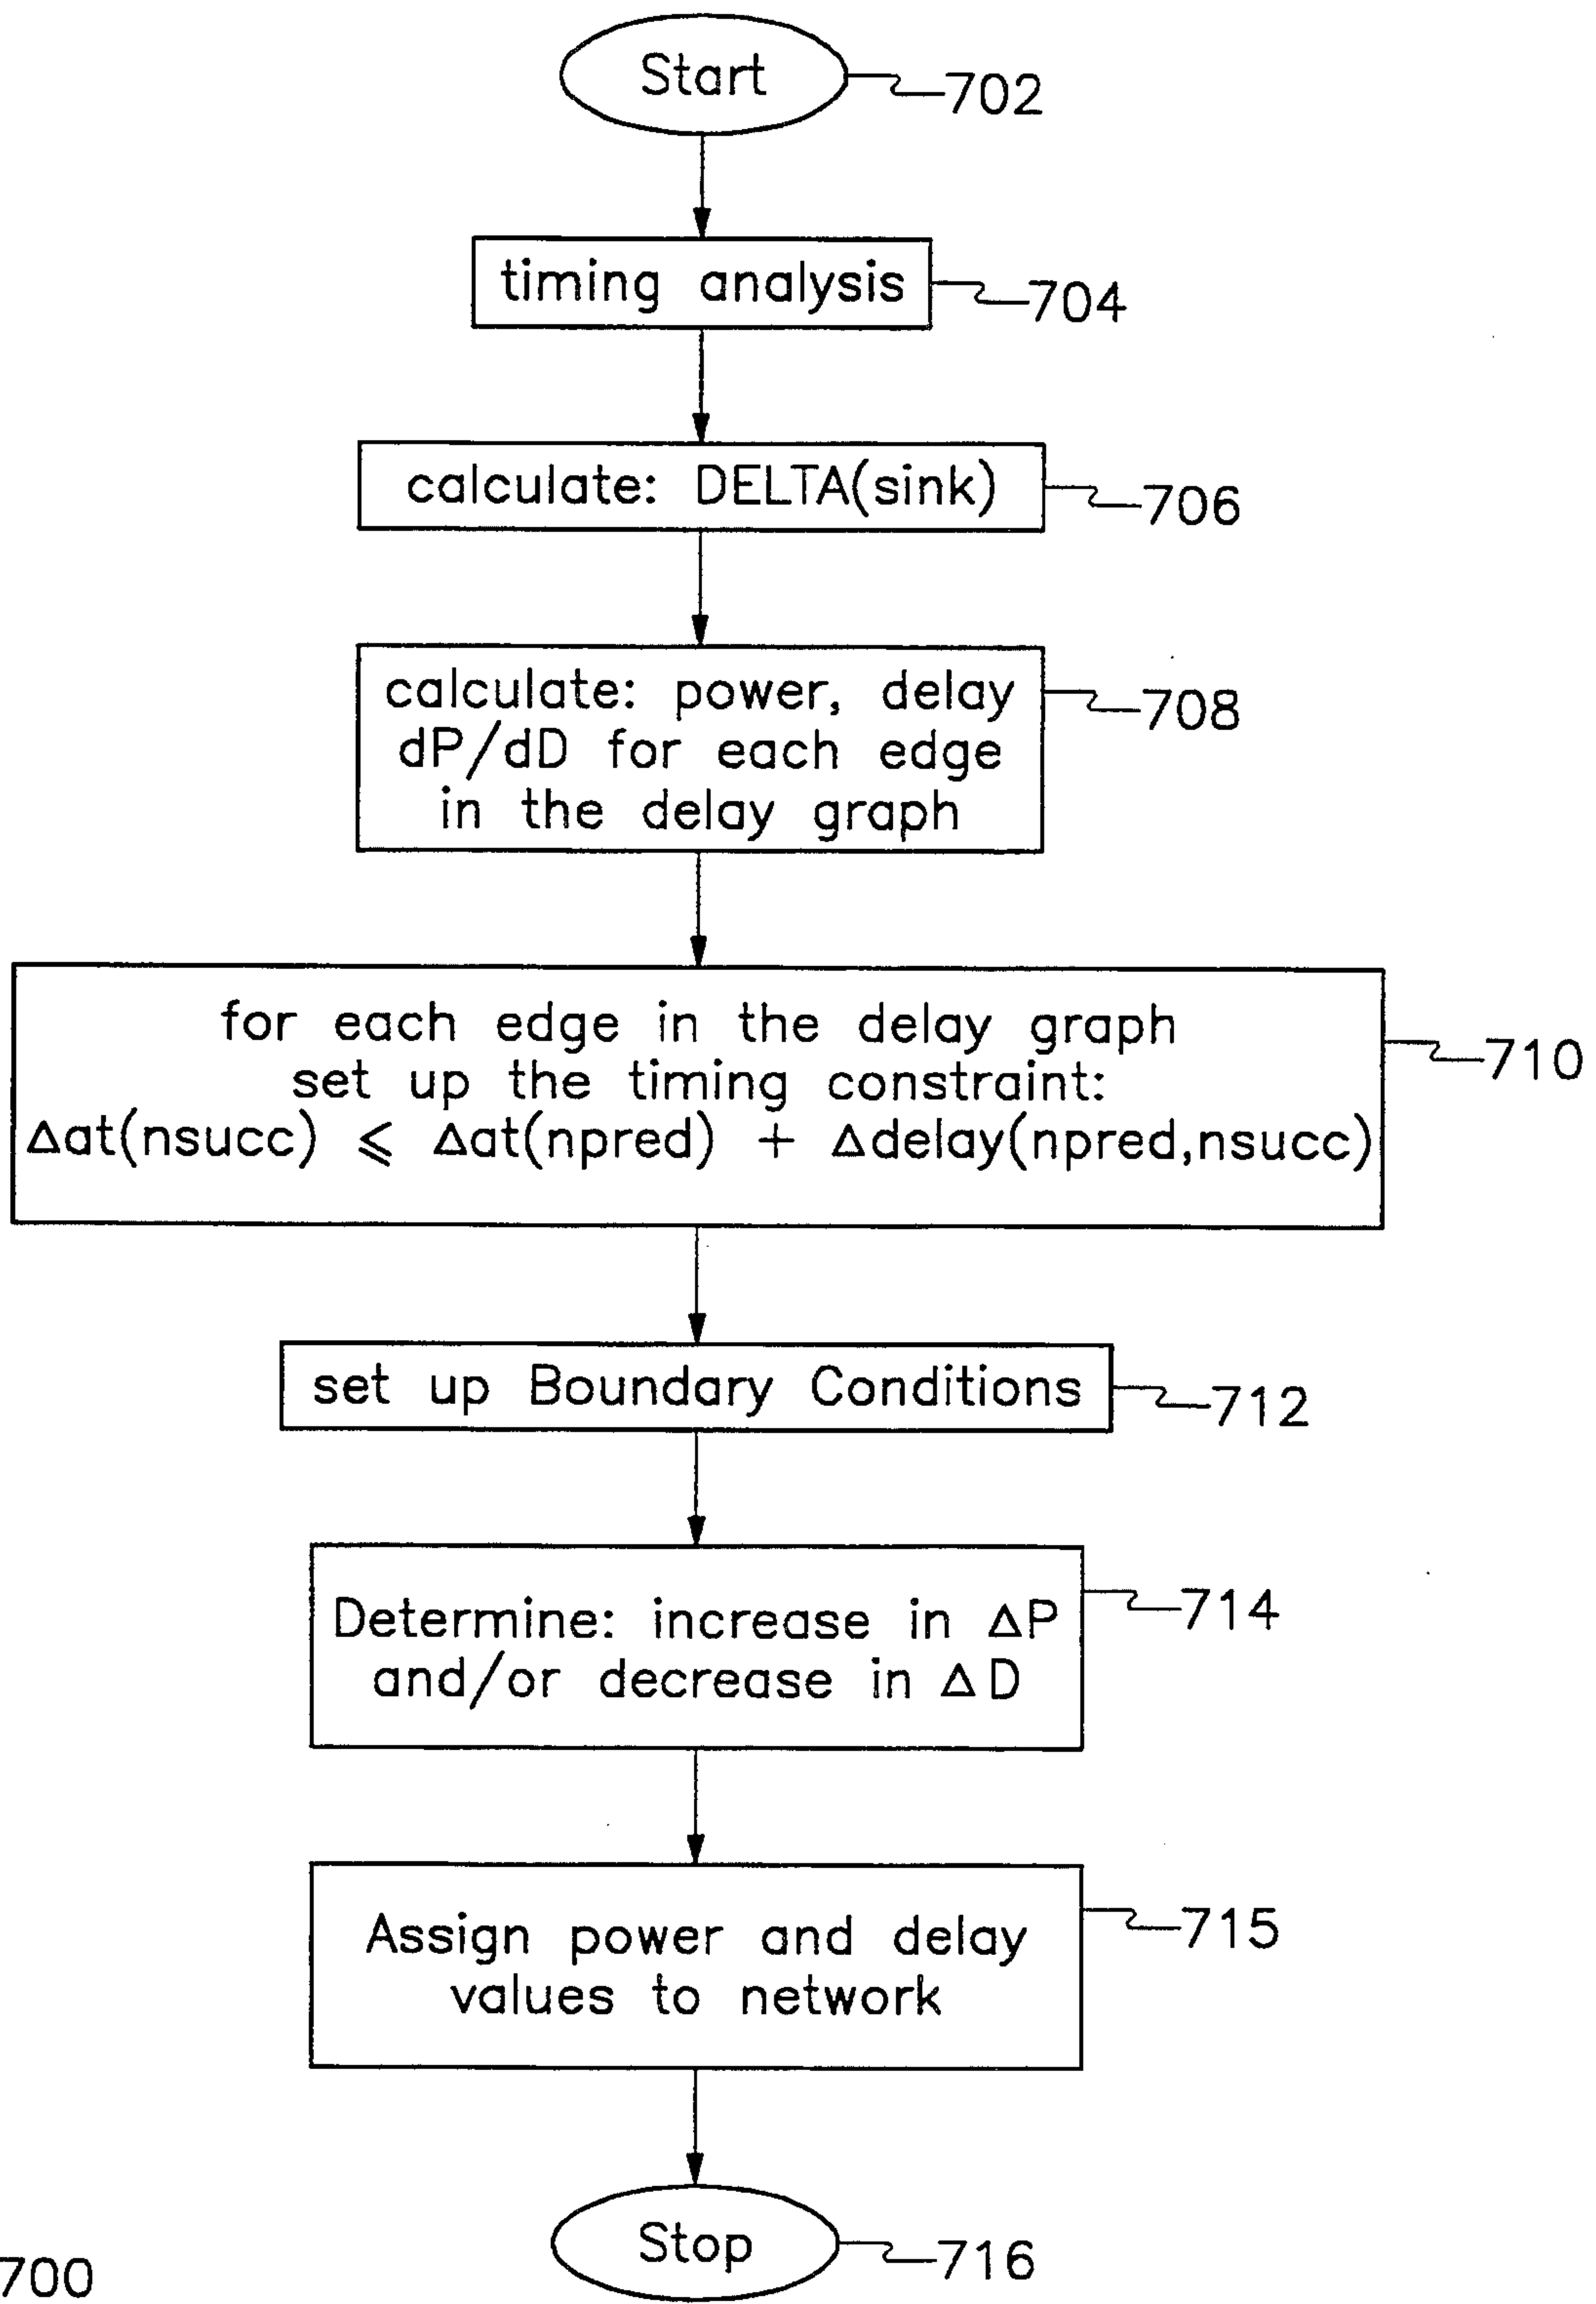 Start
702
timing analysis
704
calculate: DELTA(sink)
706
calculate: power, delay
dP/dD for each edge
in the delay graph
708
for each edge in the delay graph
set up the timing constraint:
Δat(nsucc) ⩽ Δat(npred) + Δdelay(npred,nsucc)
710
set up Boundary Conditions
712
Determine: increase in ΔP
and/or decrease in ΔD
714
Assign power and delay
values to network
715
Stop
716
700